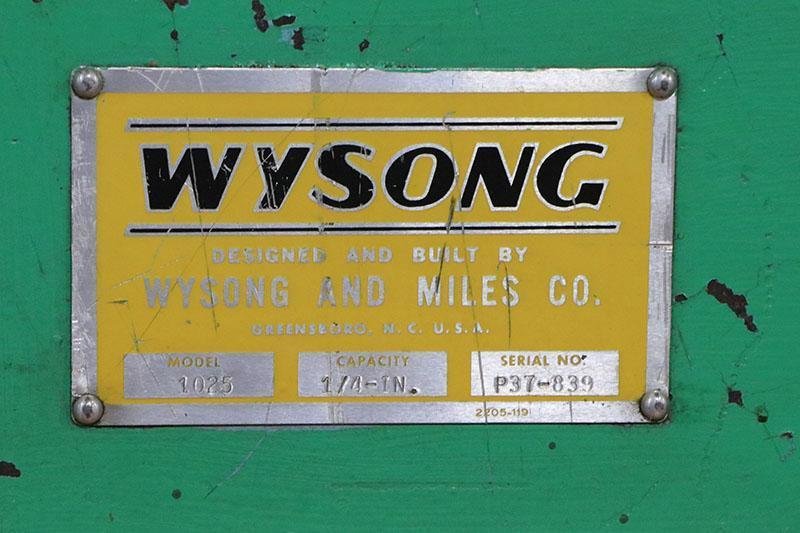 WYSONG
DESIGNED AND BUILT BY
WYSONG AND MILES CO.
GREENSBORO, N.C. U.S.A.
MODEL CAPACITY SERIAL NO.
1025 1/4-IN. P37-839
2205-119